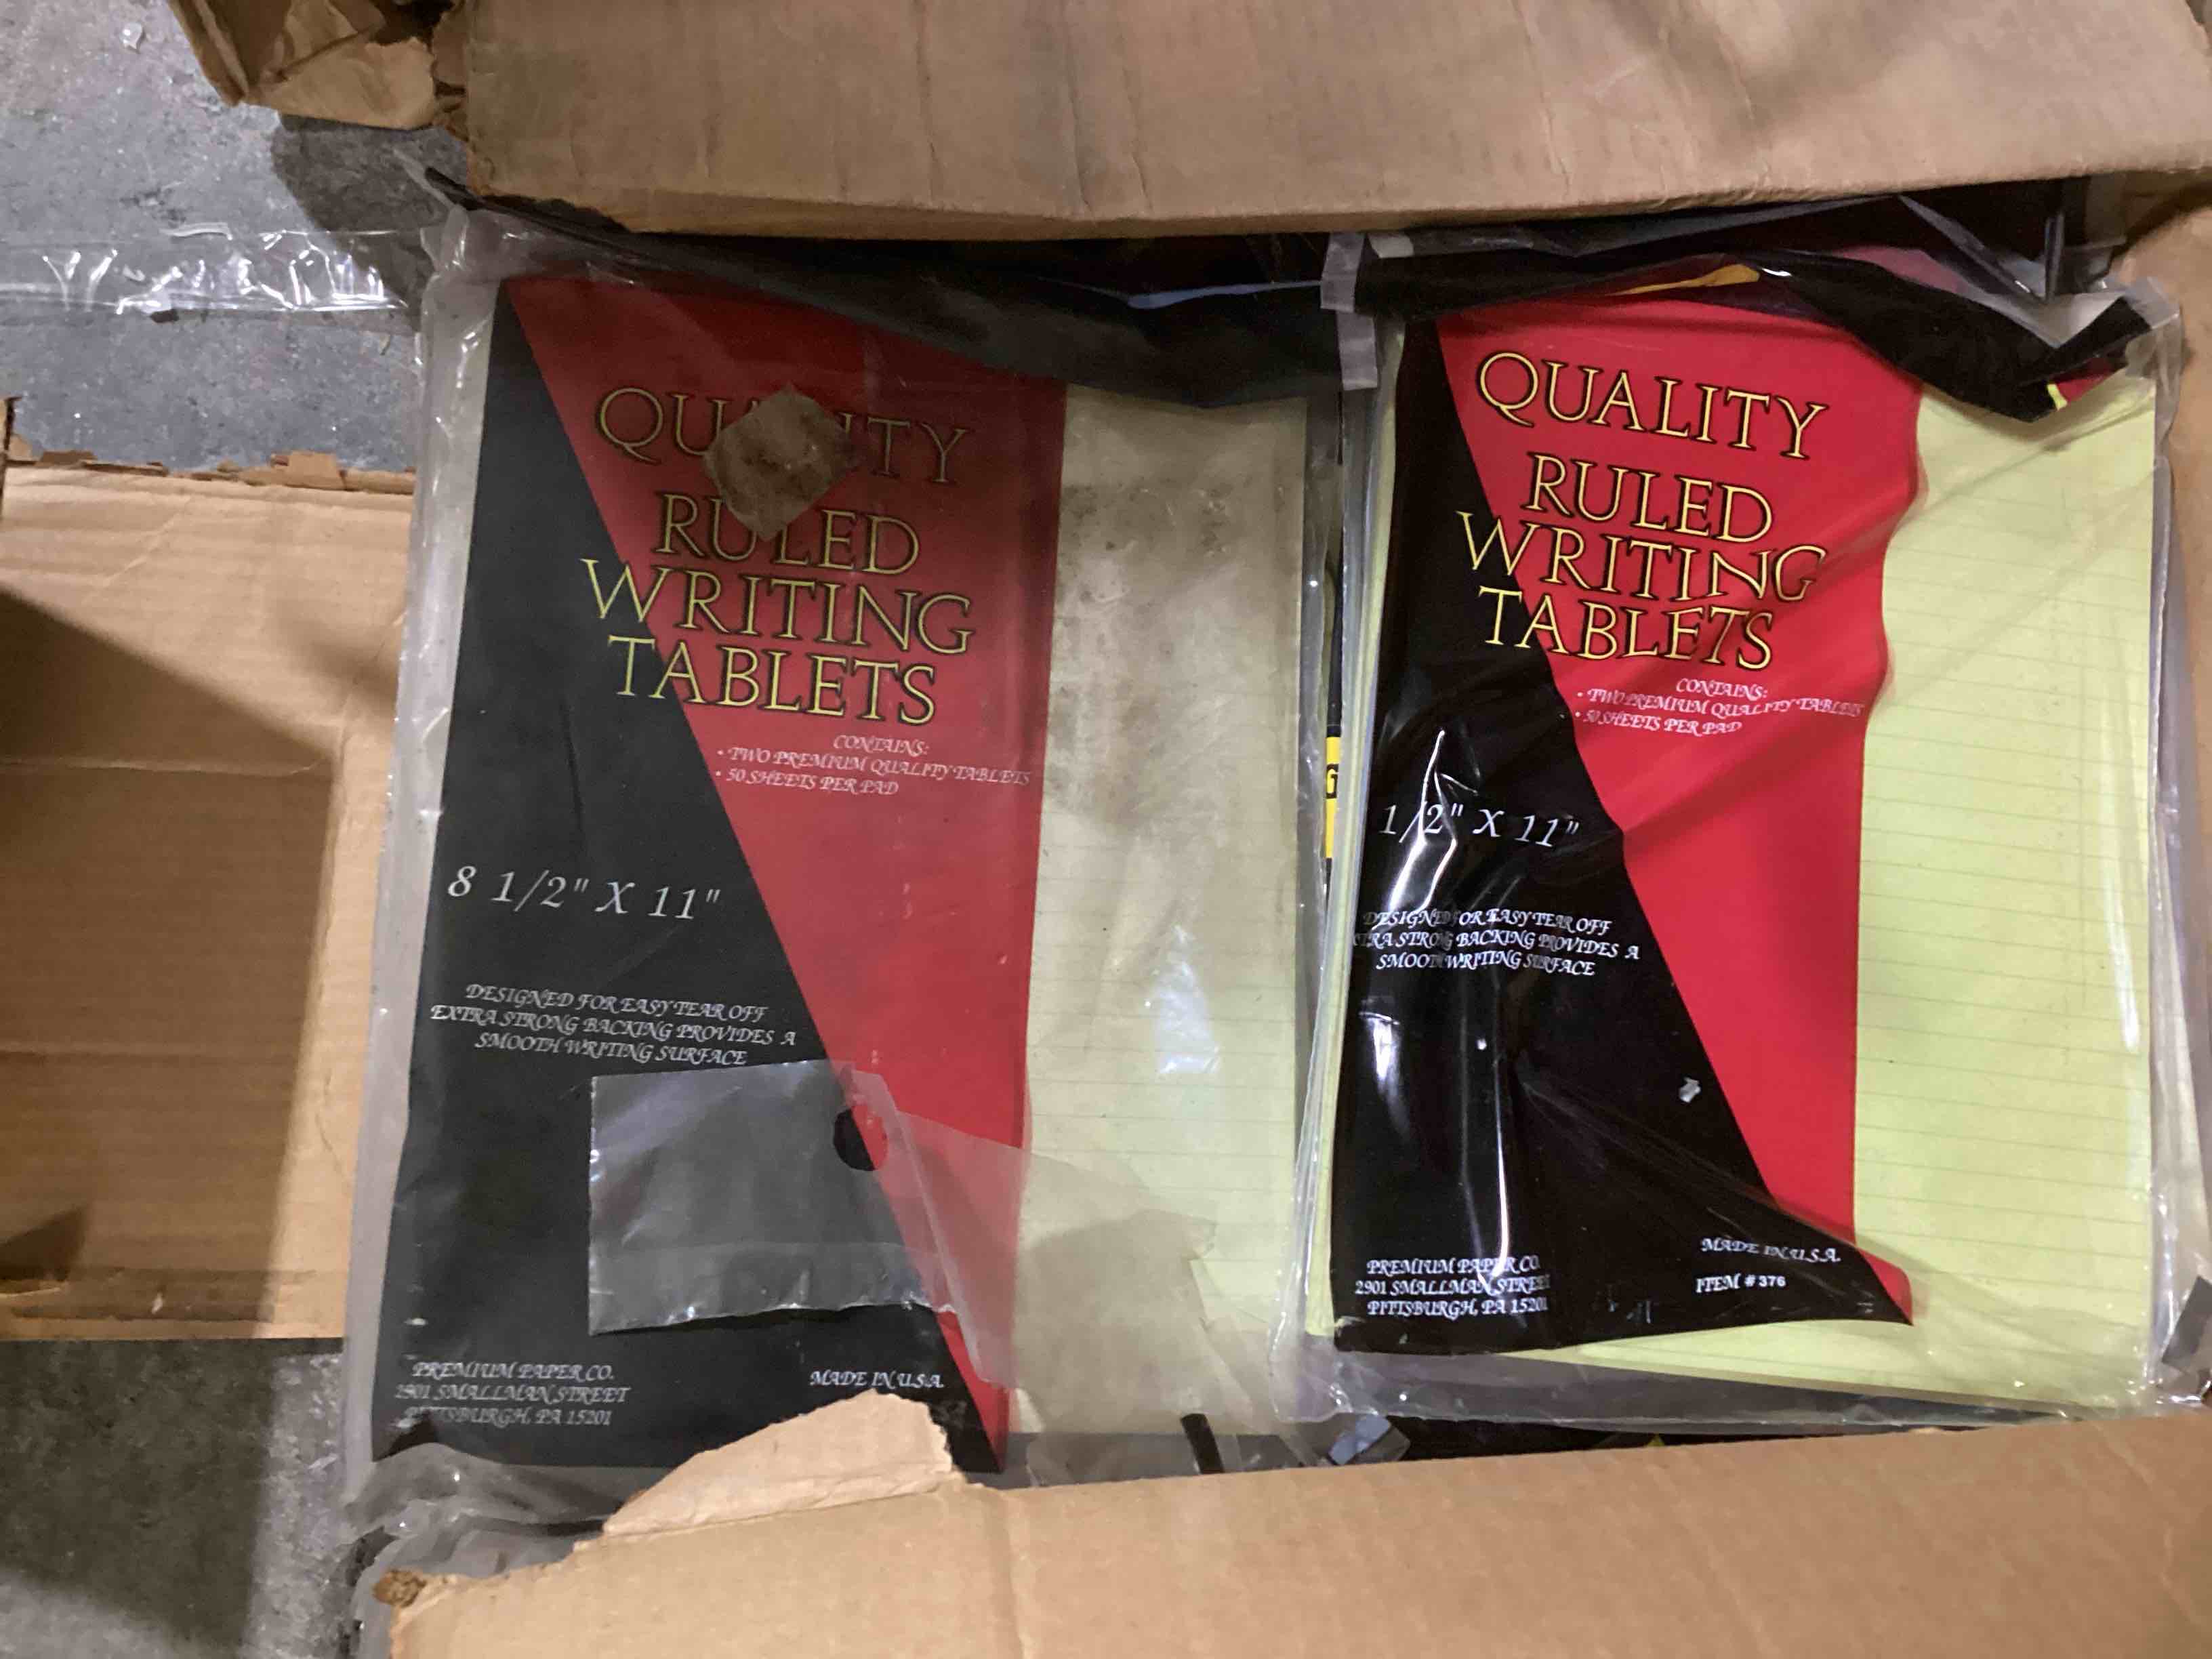 QUALITY
RULED
WRITING
TABLETS
CONTAINS:
• TWO PREMIUM QUALITY TABLETS
• 50 SHEETS PER PAD
8 1/2" X 11"
DESIGNED FOR EASY TEAR OFF
EXTRA STRONG BACKING PROVIDES A
SMOOTH WRITING SURFACE
PREMIUM PAPER CO.
2901 SMALLMAN STREET
PITTSBURGH, PA 15201
MADE IN U.S.A.
QUALITY
RULED
WRITING
TABLETS
CONTAINS:
• TWO PREMIUM QUALITY TABLETS
• 50 SHEETS PER PAD
1/2" X 11"
DESIGNED FOR EASY TEAR OFF
TRA STRONG BACKING PROVIDES A
SMOOTH WRITING SURFACE
PREMIUM PAPER CO.
2901 SMALLMAN STREET
PITTSBURGH, PA 15201
MADE IN U.S.A.
ITEM # 376
G